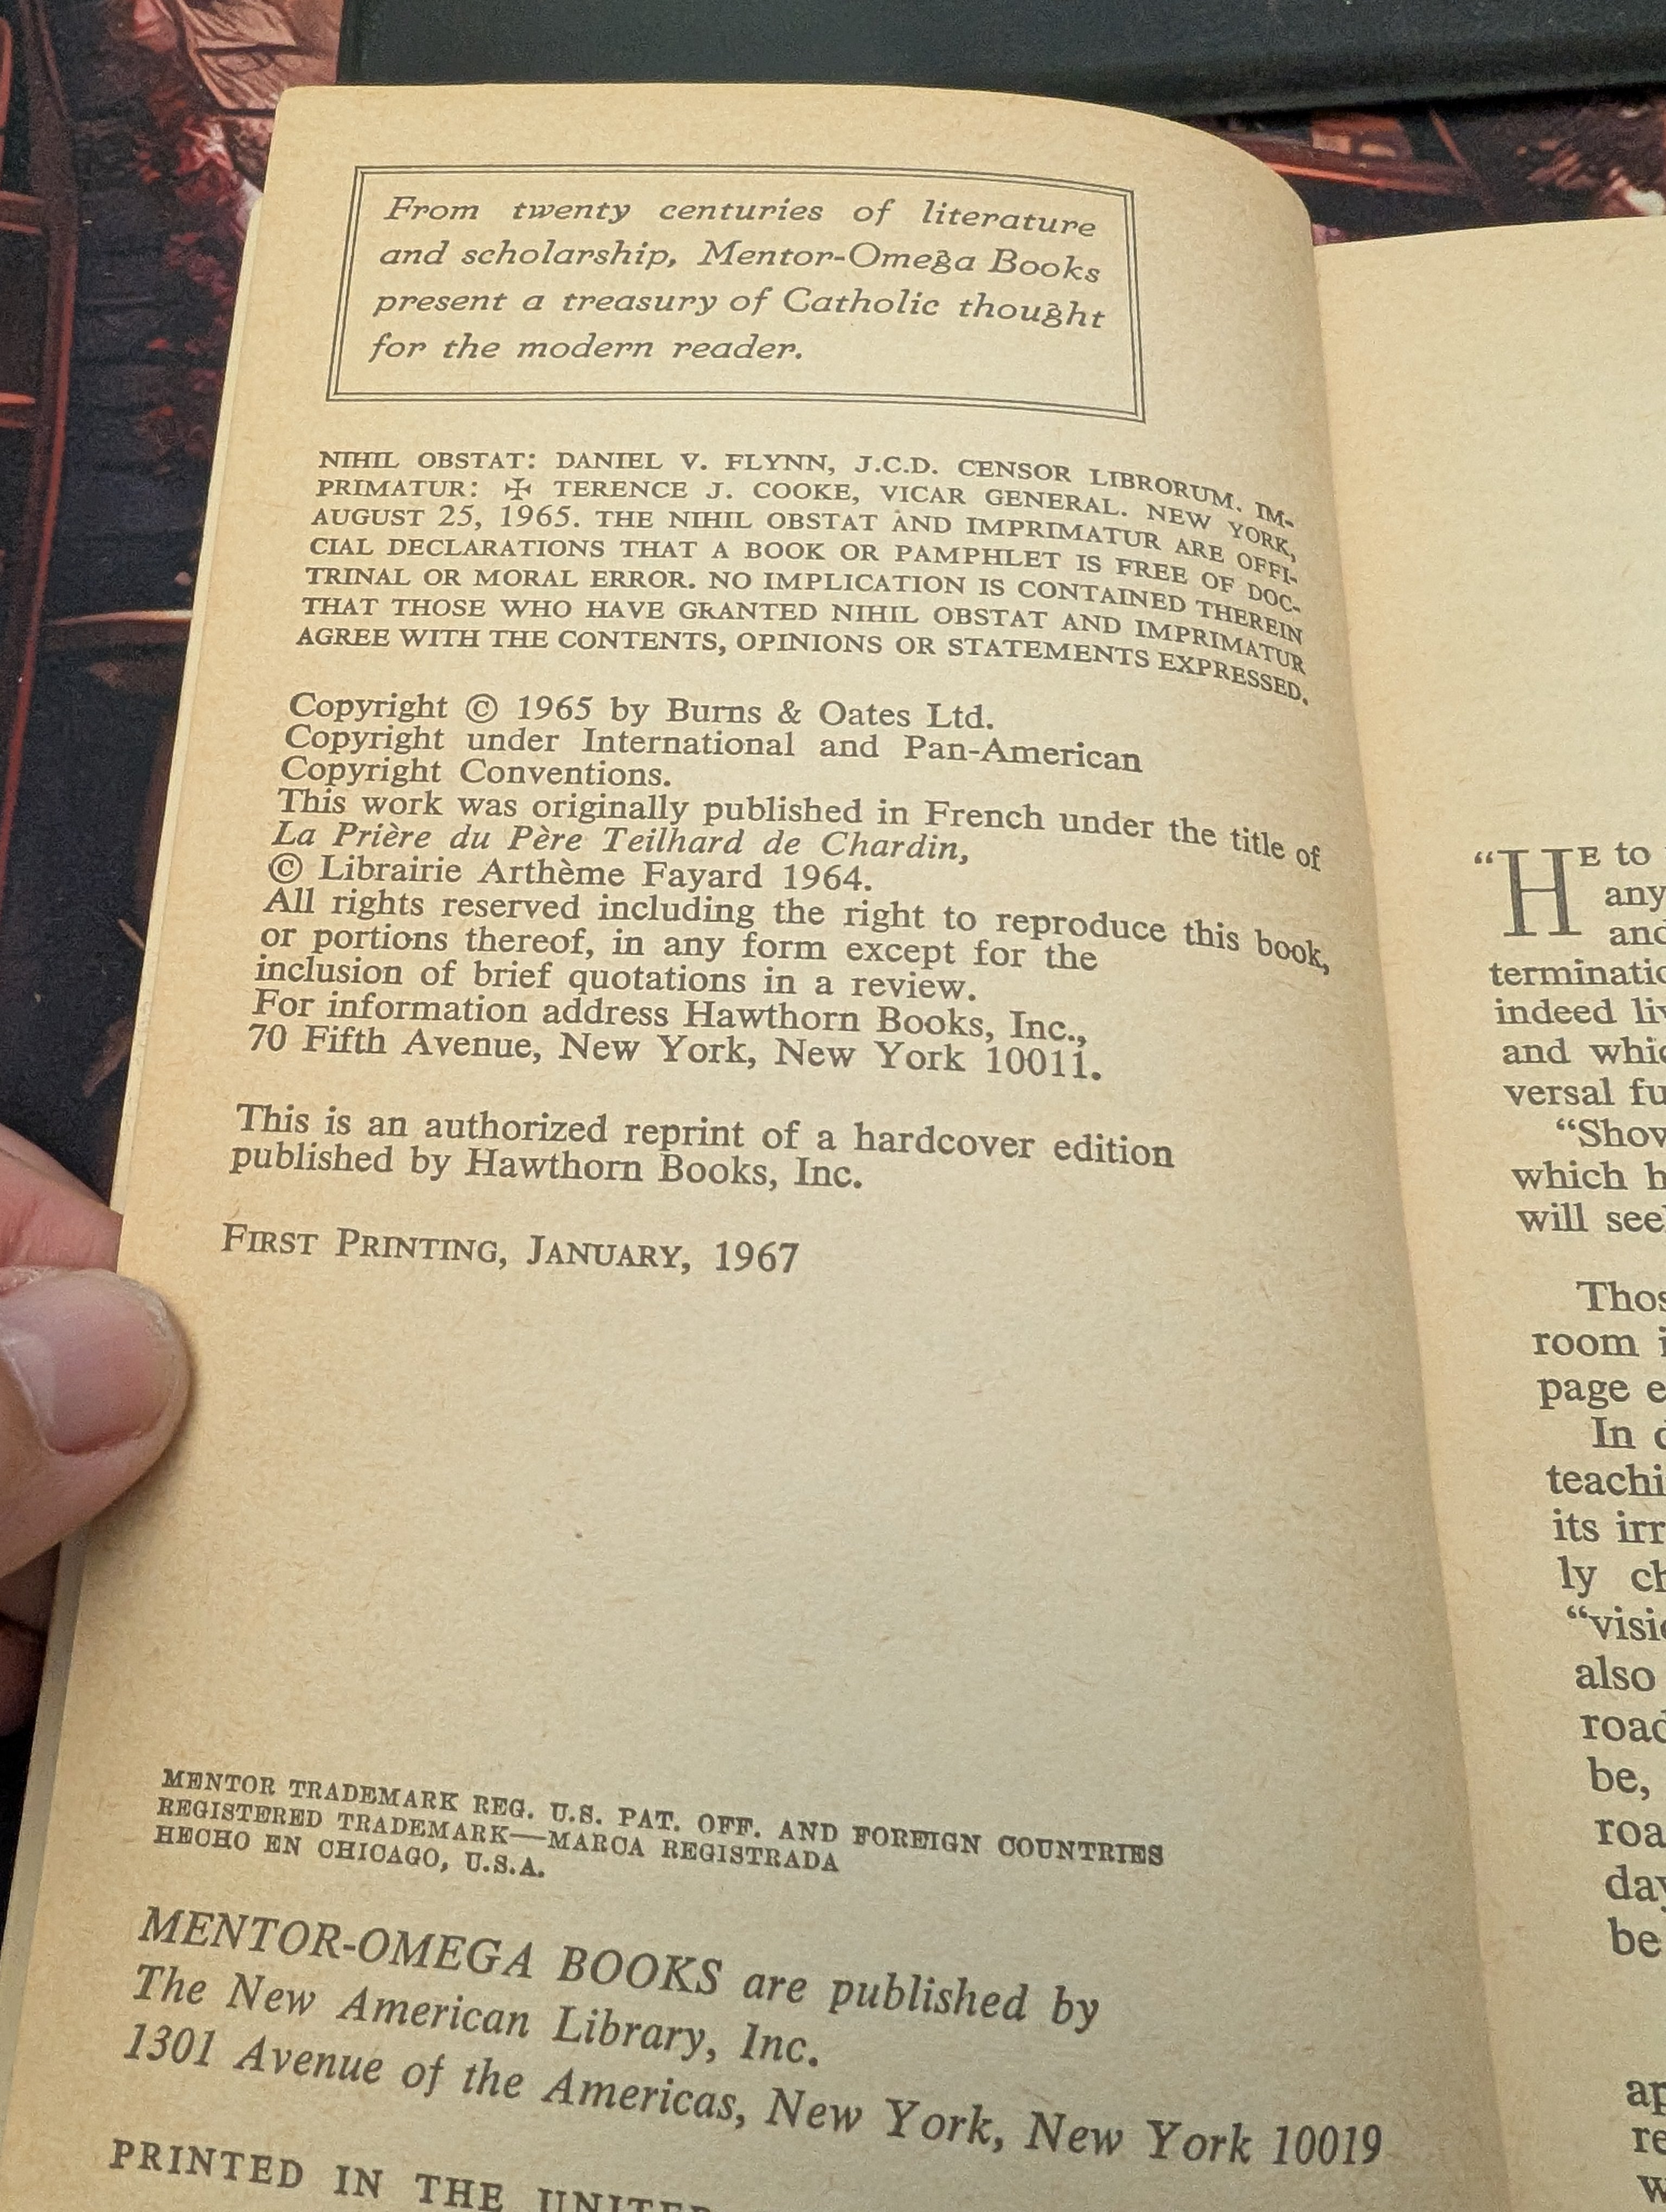 From twenty centuries of literature
and scholarship, Mentor-Omega Books
present a treasury of Catholic thought
for the modern reader.
NIHIL OBSTAT: DANIEL V. FLYNN, J.C.D. CENSOR LIBRORUM. IM-
PRIMATUR: ✠ TERENCE J. COOKE, VICAR GENERAL. NEW YORK,
AUGUST 25, 1965. THE NIHIL OBSTAT AND IMPRIMATUR ARE OFFI-
CIAL DECLARATIONS THAT A BOOK OR PAMPHLET IS FREE OF DOC-
TRINAL OR MORAL ERROR. NO IMPLICATION IS CONTAINED THEREIN
THAT THOSE WHO HAVE GRANTED NIHIL OBSTAT AND IMPRIMATUR
AGREE WITH THE CONTENTS, OPINIONS OR STATEMENTS EXPRESSED.
Copyright © 1965 by Burns & Oates Ltd.
Copyright under International and Pan-American
Copyright Conventions.
This work was originally published in French under the title of
La Prière du Père Teilhard de Chardin,
© Librairie Arthème Fayard 1964.
All rights reserved including the right to reproduce this book,
or portions thereof, in any form except for the
inclusion of brief quotations in a review.
For information address Hawthorn Books, Inc.,
70 Fifth Avenue, New York, New York 10011.
This is an authorized reprint of a hardcover edition
published by Hawthorn Books, Inc.
FIRST PRINTING, JANUARY, 1967
MENTOR TRADEMARK REG. U.S. PAT. OFF. AND FOREIGN COUNTRIES
REGISTERED TRADEMARK—MARCA REGISTRADA
HECHO EN CHICAGO, U.S.A.
MENTOR-OMEGA BOOKS are published by
The New American Library, Inc.
1301 Avenue of the Americas, New York, New York 10019
PRINTED IN THE
"HE to
any
and
indeed
and
versal
"Show
which
will
room
page
In
its
ly
also
be,
be